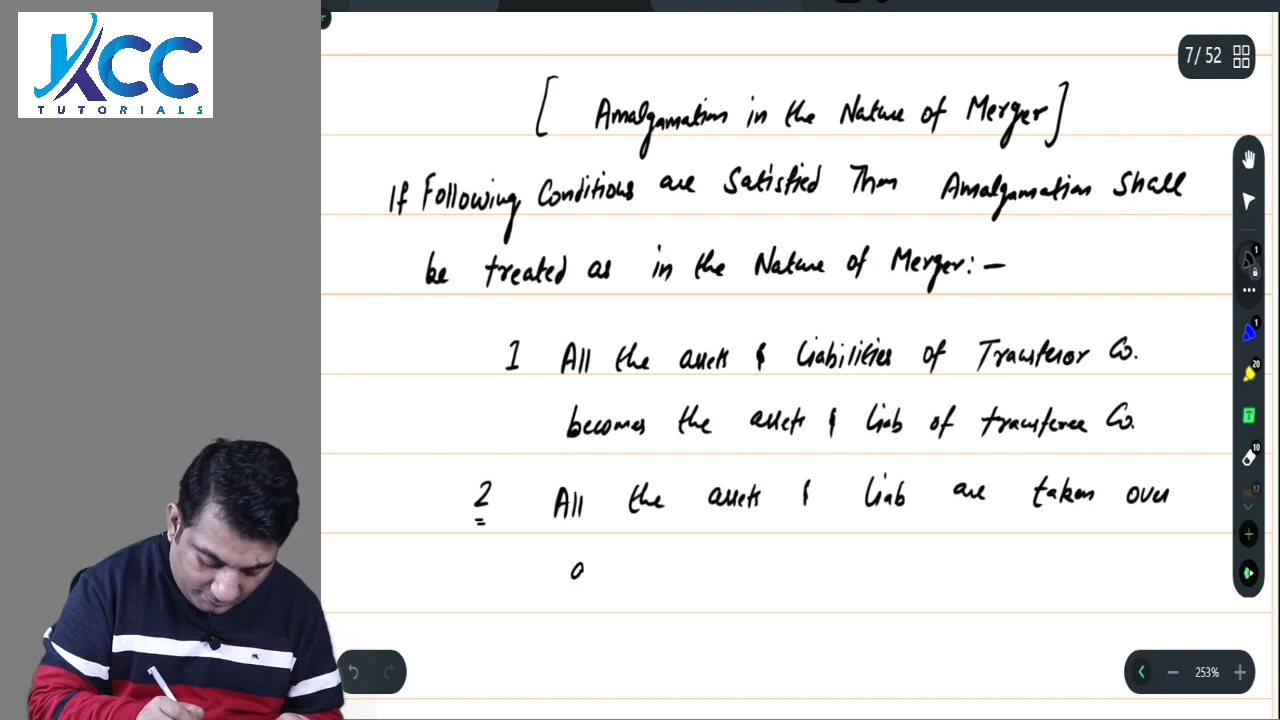 KCC
TUTORIALS
7/ 52
[ Amalgamation in the Nature of Merger]
If Following Conditions are Satisfied Then Amalgamation Shall
be treated as in the Nature of Merger:-
1 All the assets & Liabilities of Transferor Co.
becomes the assets & Liab of transferee Co.
2 All the assets & Liab are taken over
a
253%